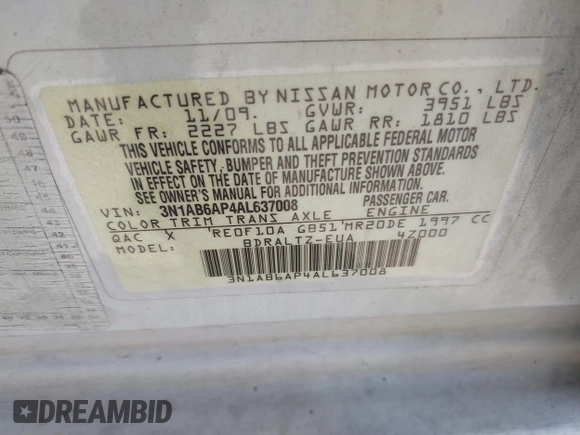 MANUFACTURED BY NISSAN MOTOR CO., LTD.
DATE: 11/09. GVWR: 3951 LBS
GAWR FR: 2227 LBS GAWR RR: 1810 LBS
THIS VEHICLE CONFORMS TO ALL APPLICABLE FEDERAL MOTOR
VEHICLE SAFETY, BUMPER AND THEFT PREVENTION STANDARDS
IN EFFECT ON THE DATE OF MANUFACTURE SHOWN ABOVE.
SEE OWNER'S MANUAL FOR ADDITIONAL INFORMATION.
VIN: 3N1AB6AP4AL637008 PASSENGER CAR.
COLOR TRIM TRANS AXLE ENGINE
QAC X RE0F10A GB51 MR20DE 1997 CC
MODEL: BDRALTZ-EUA 4Z000
3N1AB6AP4AL637008
DREAMBID